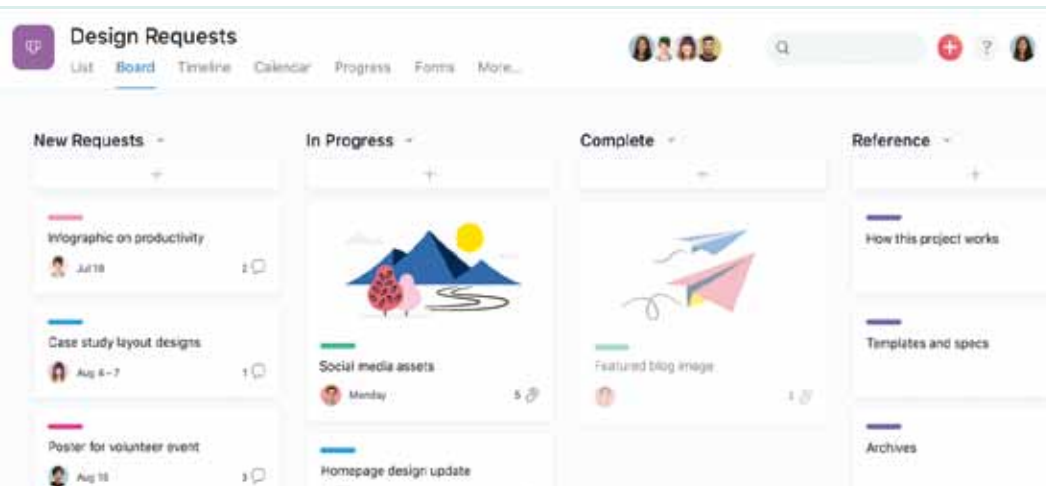 Design Requests
List Board Timeline Calendar Progress Forms More...
?
New Requests
+
Infographic on productivity
Jul 18
2
Case study layout designs
Aug 6–7
1
Poster for volunteer event
Aug 15
3
In Progress
+
Social media assets
Monday
5
Homepage design update
Complete
+
Featured blog image
Reference
+
How this project works
Templates and specs
Archives